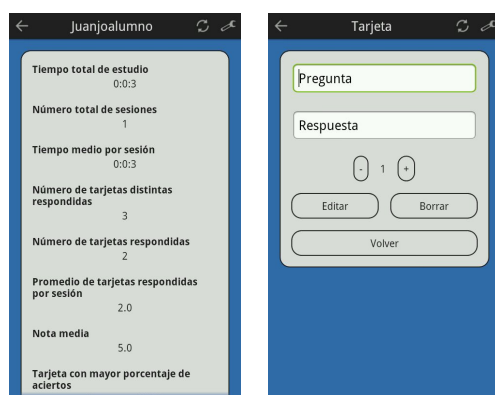 Juanjoalumno
Tiempo total de estudio
0:0:3
Número total de sesiones
1
Tiempo medio por sesión
0:0:3
Número de tarjetas distintas
respondidas
3
Número de tarjetas respondidas
2
Promedio de tarjetas respondidas
por sesión
2.0
Nota media
5.0
Tarjeta con mayor porcentaje de
aciertos
Tarjeta
Pregunta
Respuesta
- 1 +
Editar Borrar
Volver